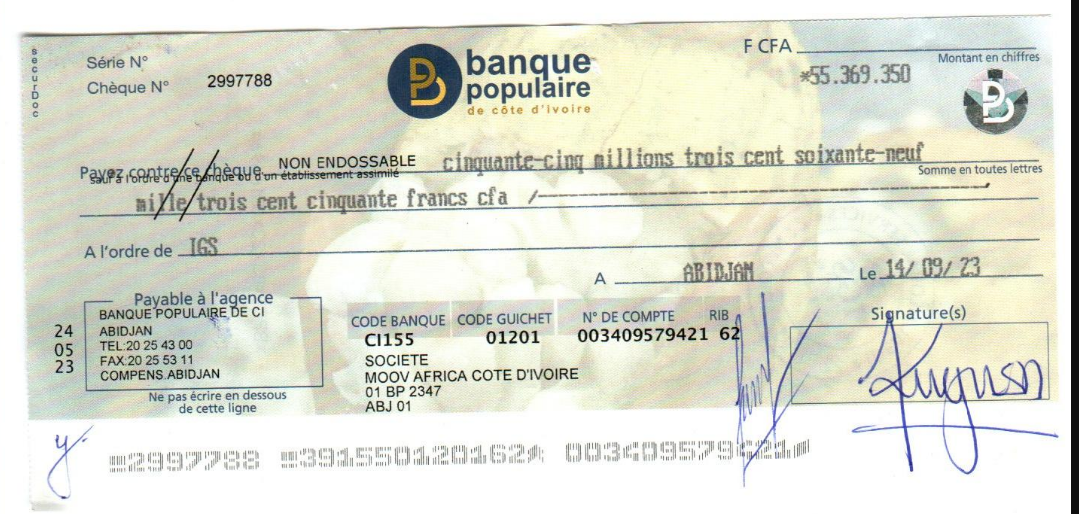 securDoc
Série N°
Chèque N° 2997788
banque
populaire
de côte d'ivoire
F CFA
Montant en chiffres
*55.369.350
Payez contre ce chèque NON ENDOSSABLE cinquante-cinq millions trois cent soixante-neuf
sauf à l'ordre d'une banque ou d'un établissement assimilé
Somme en toutes lettres
mille trois cent cinquante francs cfa /
A l'ordre de IGS
A ABIDJAN Le 14/ 09/ 23
Payable à l'agence
BANQUE POPULAIRE DE CI
ABIDJAN
TEL:20 25 43 00
FAX:20 25 53 11
COMPENS:ABIDJAN
24
05
23
Ne pas écrire en dessous
de cette ligne
CODE BANQUE CODE GUICHET N° DE COMPTE RIB
CI155 01201 003409579421 62
SOCIETE
MOOV AFRICA COTE D'IVOIRE
01 BP 2347
ABJ 01
Signature(s)
2997788 391550120162 003409579421